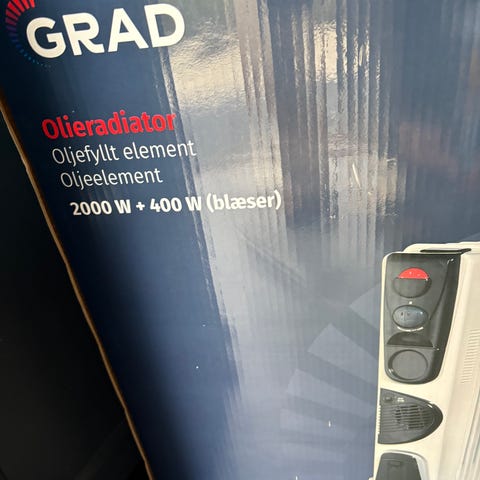 GRAD
Olieradiator
Oljefyllt element
Oljeelement
2000 W + 400 W (blæser)